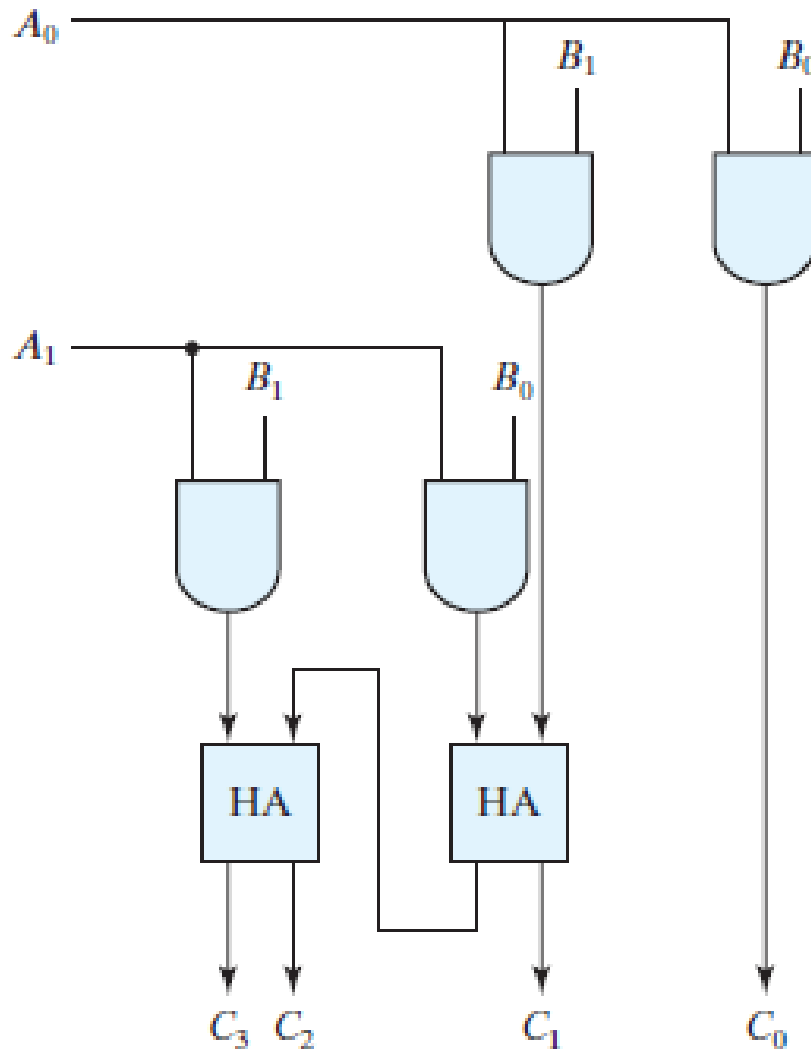 A₀
B₁ B₀
A₁
B₁ B₀
HA HA
C₃ C₂ C₁ C₀